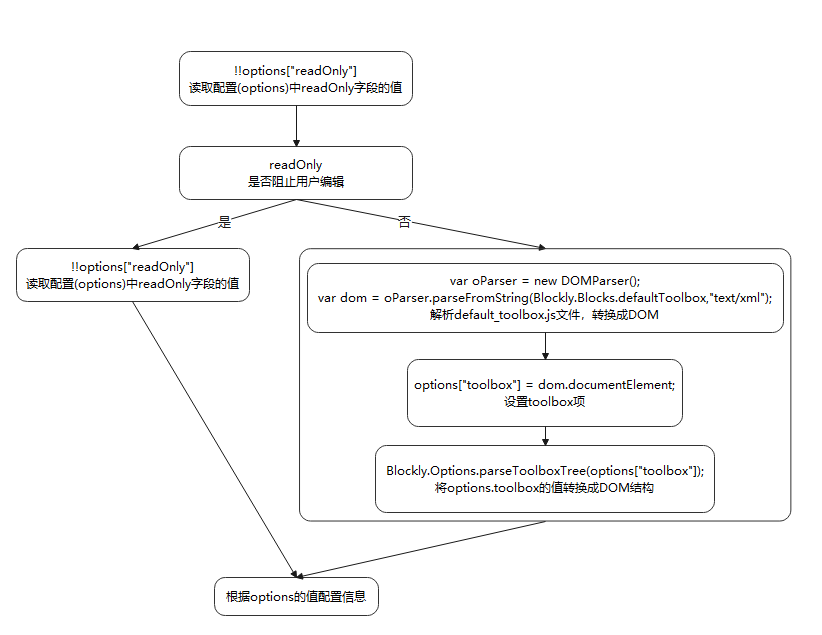 !!options["readOnly"]
读取配置(options)中readOnly字段的值
readOnly
是否阻止用户编辑
是
否
!!options["readOnly"]
读取配置(options)中readOnly字段的值
var oParser = new DOMParser();
var dom = oParser.parseFromString(Blockly.Blocks.defaultToolbox,"text/xml");
解析default_toolbox.js文件，转换成DOM
options["toolbox"] = dom.documentElement;
设置toolbox项
Blockly.Options.parseToolboxTree(options["toolbox"]);
将options.toolbox的值转换成DOM结构
根据options的值配置信息